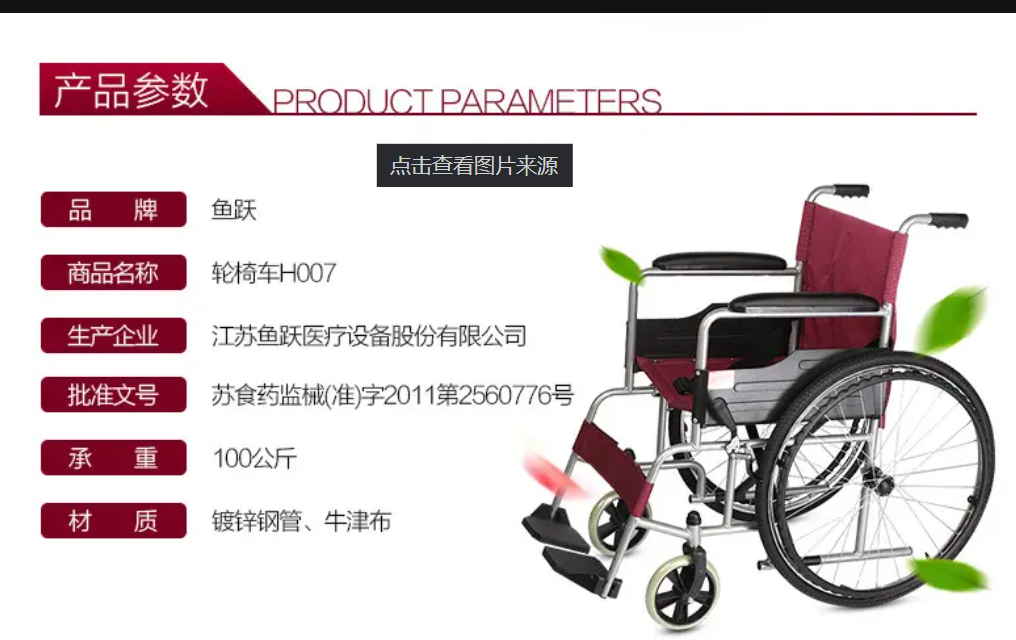 产品参数 PRODUCT PARAMETERS
点击查看图片来源
品牌 鱼跃
商品名称 轮椅车H007
生产企业 江苏鱼跃医疗设备股份有限公司
批准文号 苏食药监械(准)字2011第2560776号
承重 100公斤
材质 镀锌钢管、牛津布